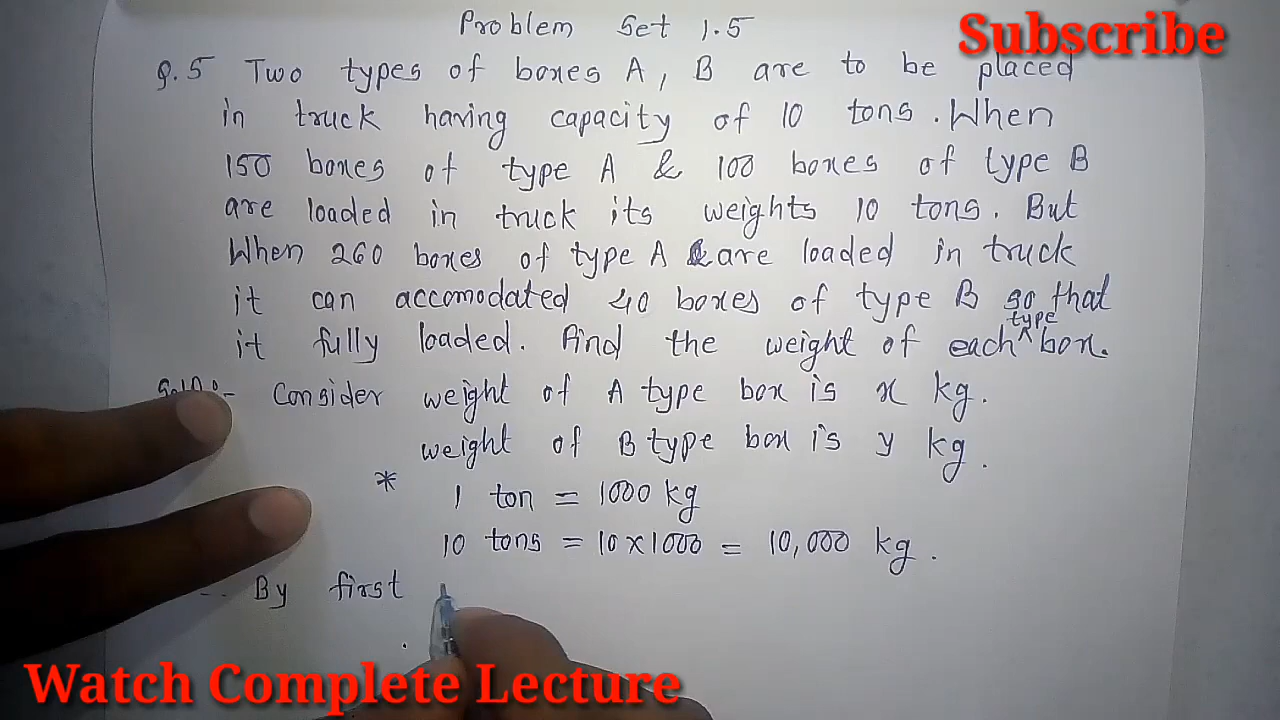 Problem Set 1.5
Subscribe
Q.5 Two types of boxes A, B are to be placed
in truck having capacity of 10 tons. When
150 boxes of type A & 100 boxes of type B
are loaded in truck its weights 10 tons. But
When 260 boxes of type A are loaded in truck
it can accomodated 40 boxes of type B so that
type
it fully loaded. Find the weight of each ^ box.
Consider weight of A type box is x kg.
weight of B type box is y kg.
* 1 ton = 1000 kg
10 tons = 10 x 1000 = 10,000 kg.
By first
Watch Complete Lecture